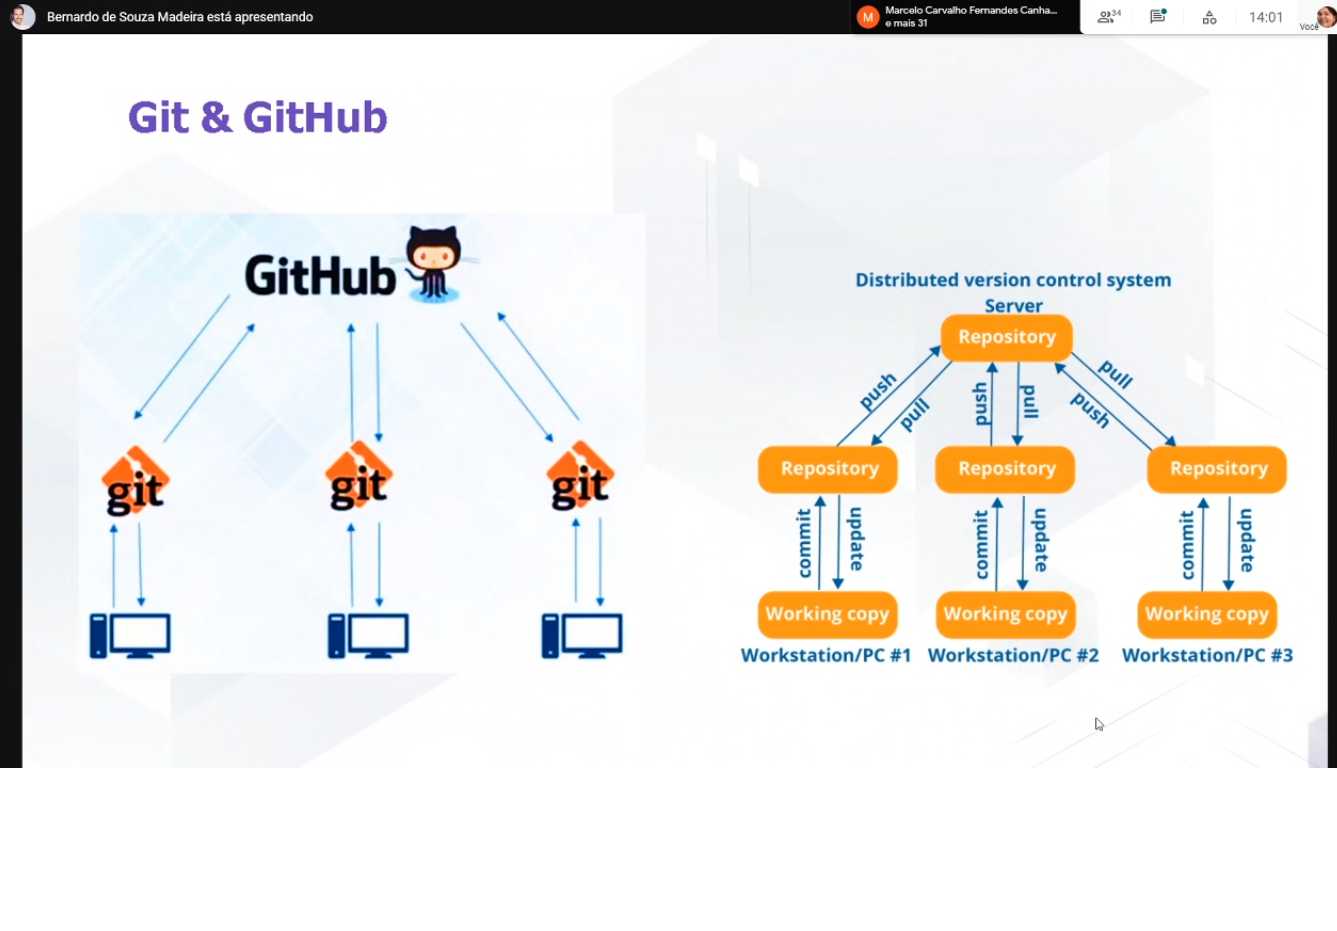 Bernardo de Souza Madeira está apresentando
Marcelo Carvalho Fernandes Canha...
e mais 31
34
14:01
Você
M
Git & GitHub
GitHub
git
git
git
Distributed version control system
Server
Repository
push
pull
push
pull
pull
push
Repository
Repository
Repository
commit
update
commit
update
commit
update
Working copy
Working copy
Working copy
Workstation/PC #1
Workstation/PC #2
Workstation/PC #3